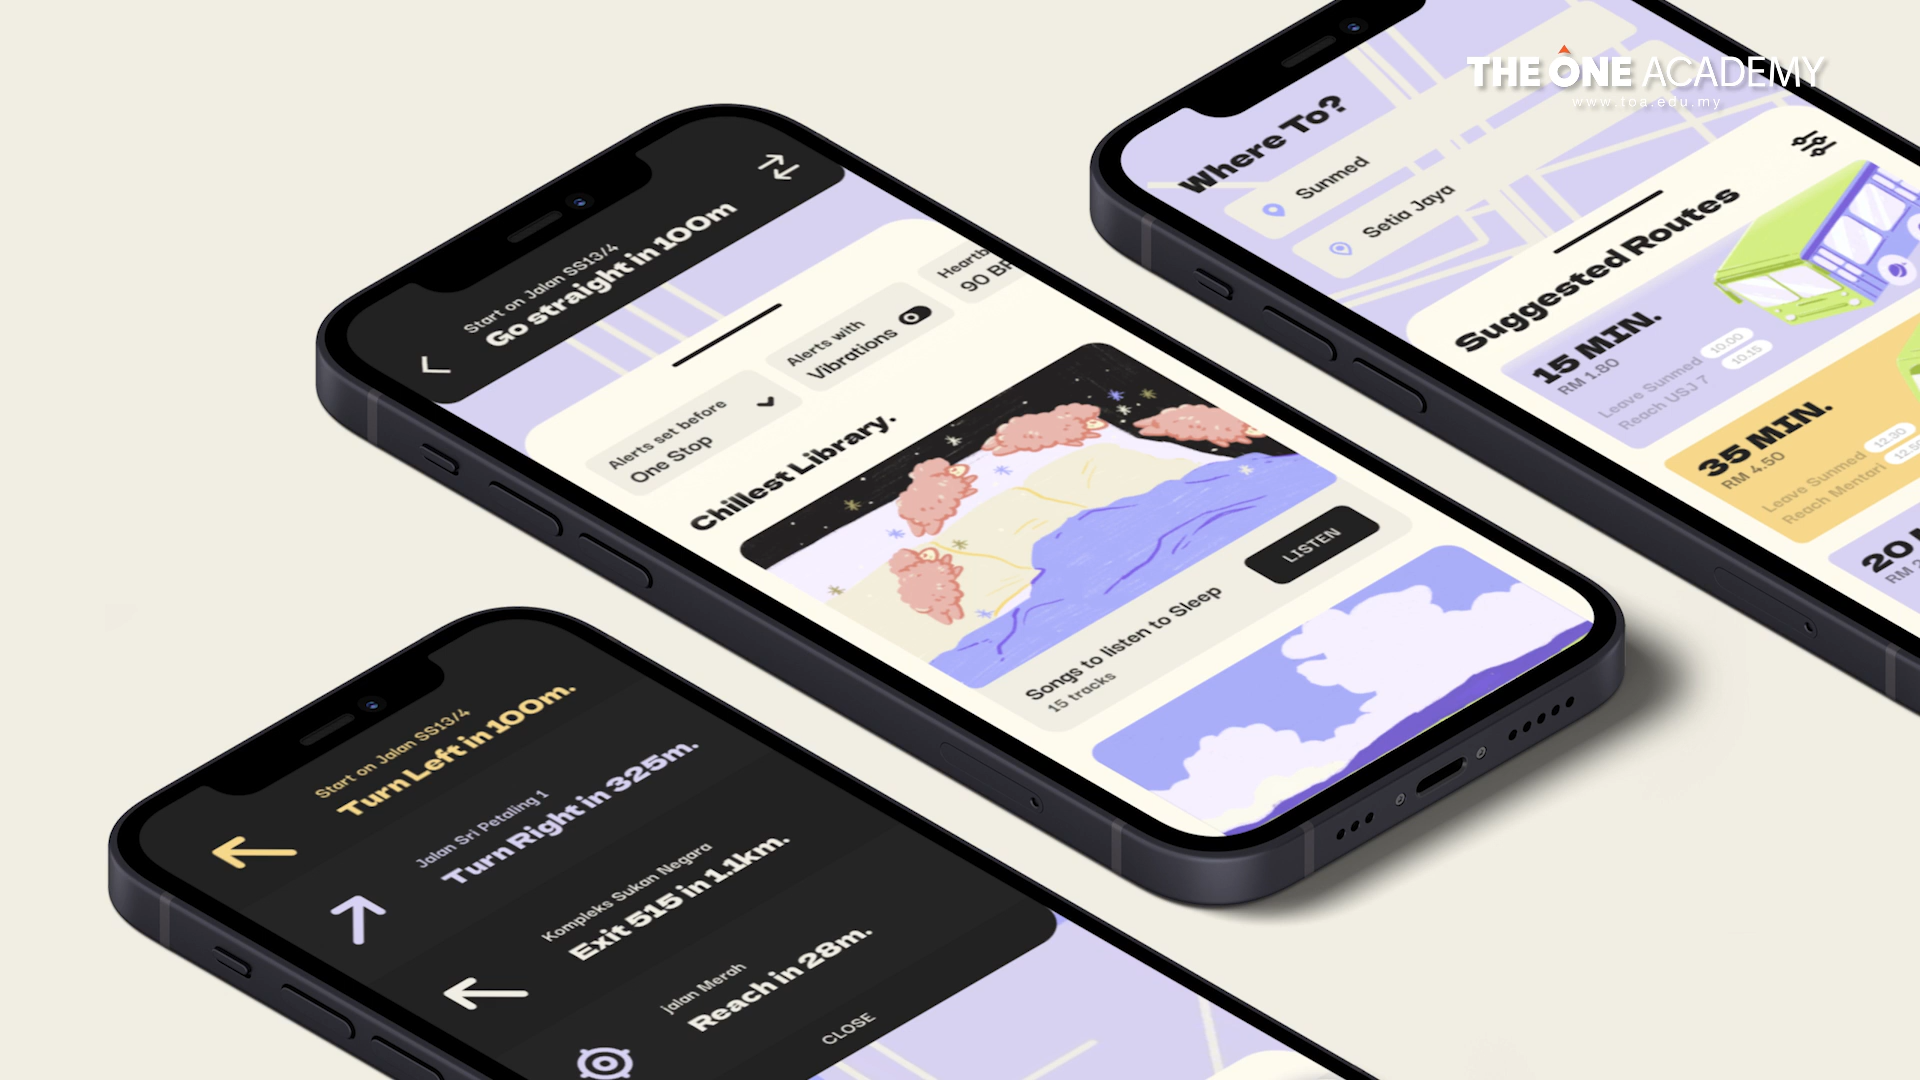 THE ONE ACADEMY
www.toa.edu.my
Start on Jalan SS13/4
Go straight in 100m
Alerts set before
One Stop
Alerts with
Vibrations
90
Chillest Library.
Songs to listen to Sleep
15 tracks
LISTEN
Where To?
Sunmed
Setia Jaya
Suggested Routes
15 MIN.
RM 1.80
Leave Sunmed 10.00
Reach USJ 7 10.15
35 MIN.
RM 4.50
Leave Sunmed 12.30
Reach Mentari
20
RM
Start on Jalan SS13/4
Turn Left in 100m.
Jalan Sri Petaling 1
Turn Right in 325m.
Kompleks Sukan Negara
Exit 515 in 1.1km.
jalan Merah
Reach in 28m.
CLOSE